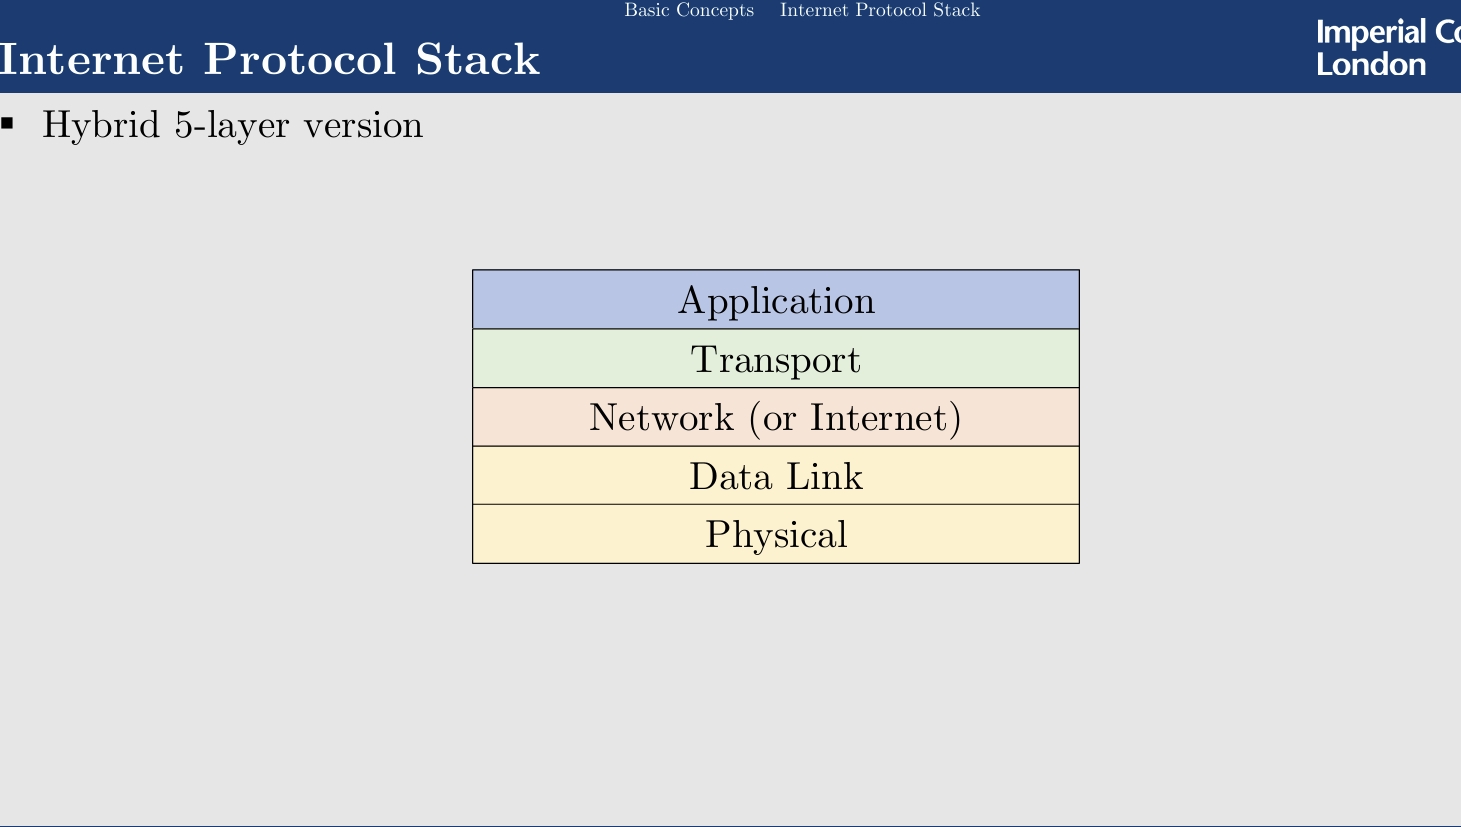 Basic Concepts Internet Protocol Stack
Internet Protocol Stack
Imperial Co
London
▪ Hybrid 5-layer version
Application
Transport
Network (or Internet)
Data Link
Physical